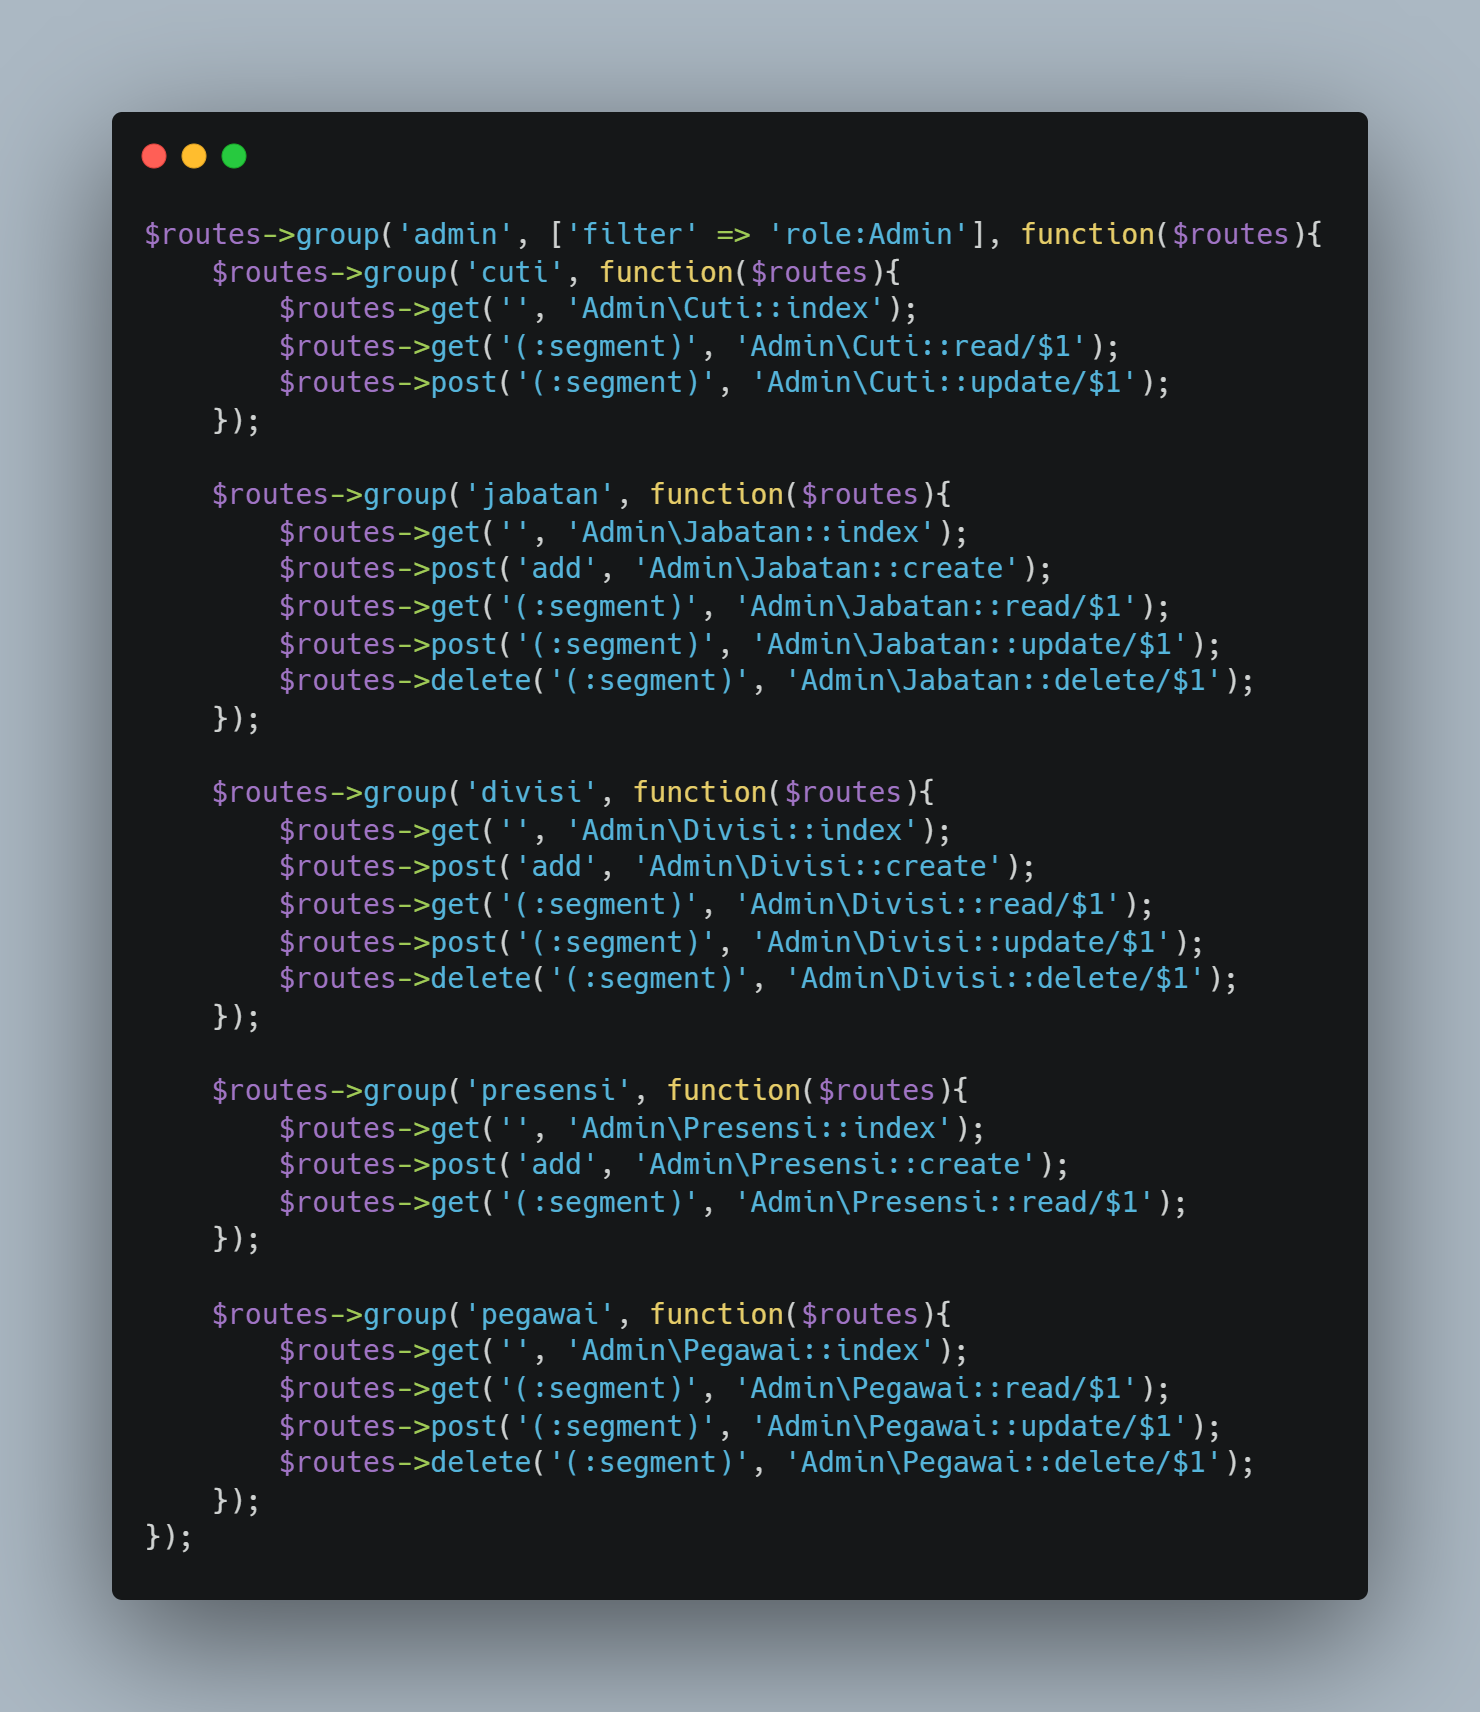 $routes->group('admin', ['filter' => 'role:Admin'], function($routes){
    $routes->group('cuti', function($routes){
        $routes->get('', 'Admin\Cuti::index');
        $routes->get('(:segment)', 'Admin\Cuti::read/$1');
        $routes->post('(:segment)', 'Admin\Cuti::update/$1');
    });

    $routes->group('jabatan', function($routes){
        $routes->get('', 'Admin\Jabatan::index');
        $routes->post('add', 'Admin\Jabatan::create');
        $routes->get('(:segment)', 'Admin\Jabatan::read/$1');
        $routes->post('(:segment)', 'Admin\Jabatan::update/$1');
        $routes->delete('(:segment)', 'Admin\Jabatan::delete/$1');
    });

    $routes->group('divisi', function($routes){
        $routes->get('', 'Admin\Divisi::index');
        $routes->post('add', 'Admin\Divisi::create');
        $routes->get('(:segment)', 'Admin\Divisi::read/$1');
        $routes->post('(:segment)', 'Admin\Divisi::update/$1');
        $routes->delete('(:segment)', 'Admin\Divisi::delete/$1');
    });

    $routes->group('presensi', function($routes){
        $routes->get('', 'Admin\Presensi::index');
        $routes->post('add', 'Admin\Presensi::create');
        $routes->get('(:segment)', 'Admin\Presensi::read/$1');
    });

    $routes->group('pegawai', function($routes){
        $routes->get('', 'Admin\Pegawai::index');
        $routes->get('(:segment)', 'Admin\Pegawai::read/$1');
        $routes->post('(:segment)', 'Admin\Pegawai::update/$1');
        $routes->delete('(:segment)', 'Admin\Pegawai::delete/$1');
    });
});